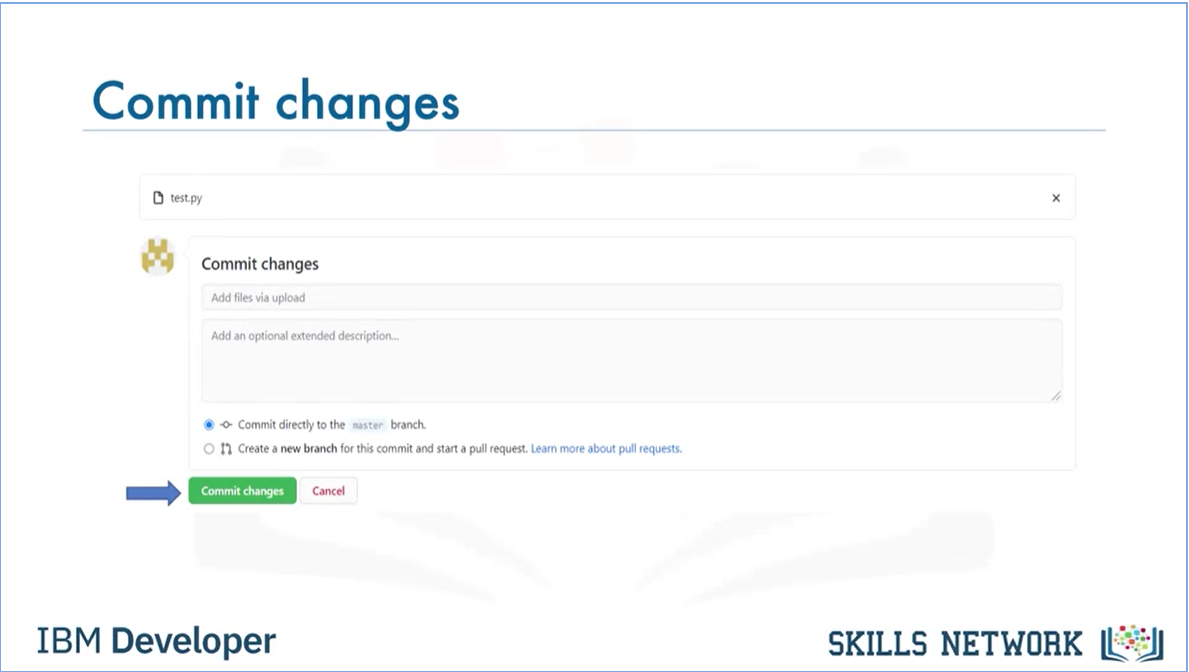 Commit changes
test.py
Commit changes
Add files via upload
Add an optional extended description...
Commit directly to the master branch.
Create a new branch for this commit and start a pull request. Learn more about pull requests.
Commit changes Cancel
IBM Developer
SKILLS NETWORK